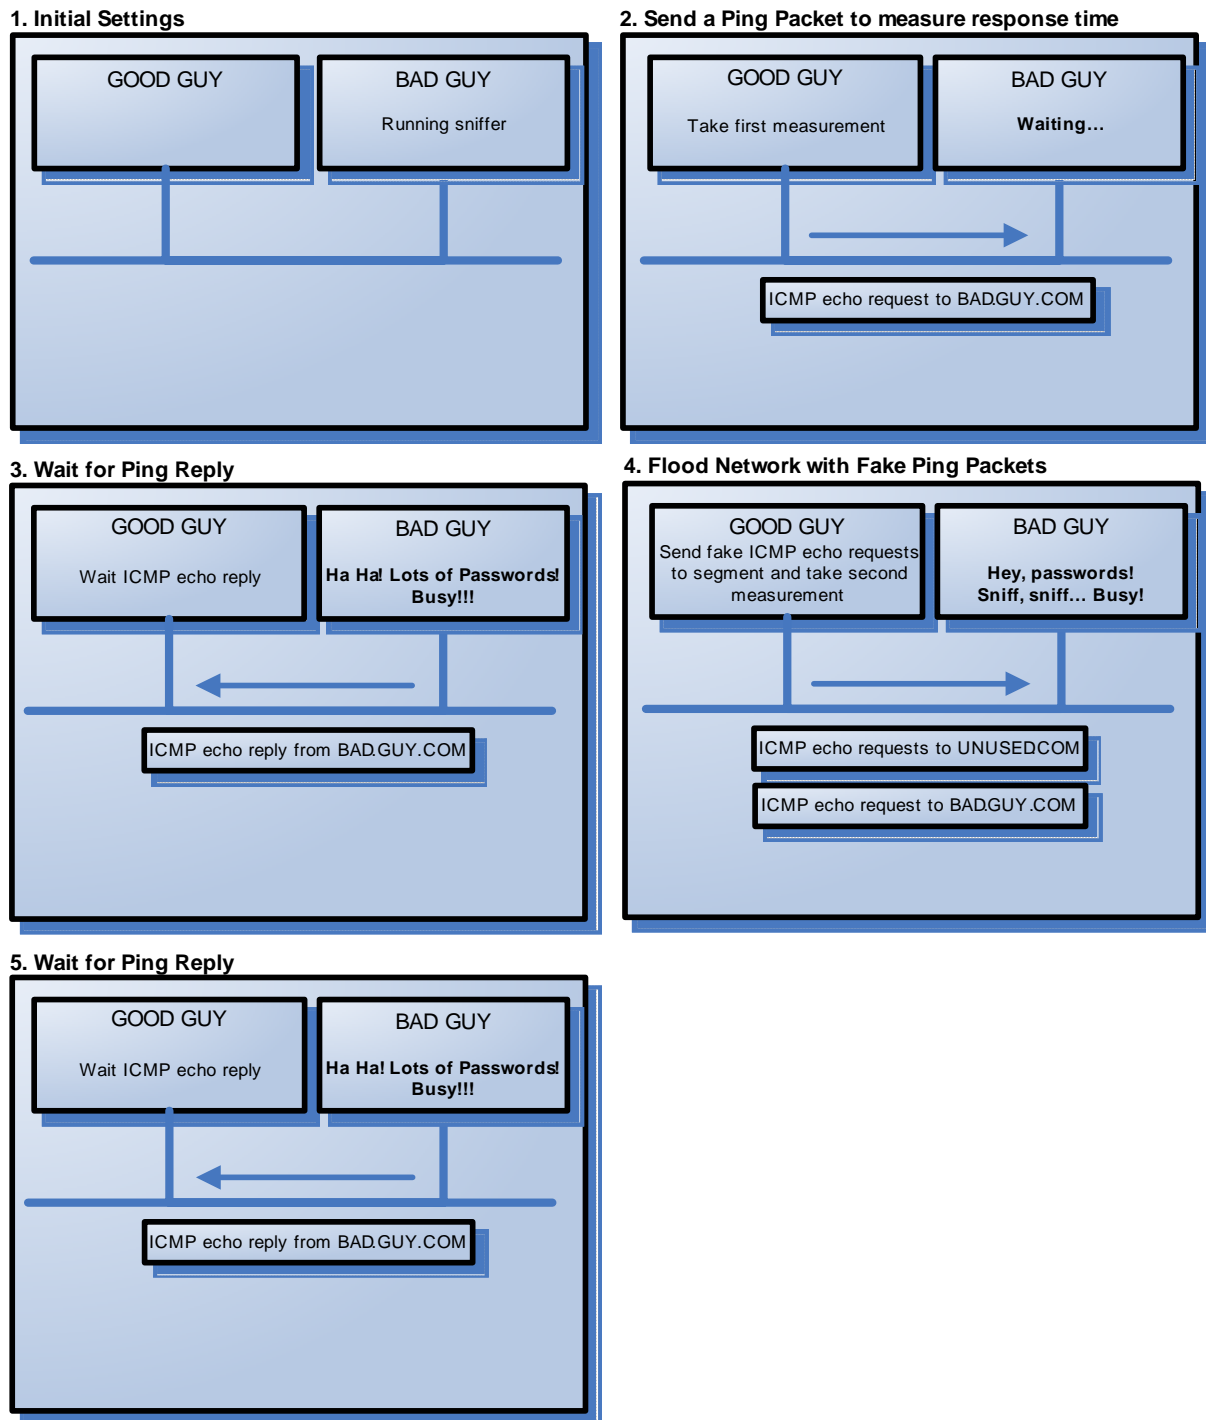 1. Initial Settings
GOOD GUY
BAD GUY
Running sniffer
2. Send a Ping Packet to measure response time
GOOD GUY
Take first measurement
BAD GUY
Waiting...
ICMP echo request to BAD.GUY.COM
3. Wait for Ping Reply
GOOD GUY
Wait ICMP echo reply
BAD GUY
Ha Ha! Lots of Passwords!
Busy!!!
ICMP echo reply from BAD.GUY.COM
4. Flood Network with Fake Ping Packets
GOOD GUY
Send fake ICMP echo requests
to segment and take second
measurement
BAD GUY
Hey, passwords!
Sniff, sniff... Busy!
ICMP echo requests to UNUSED.COM
ICMP echo request to BAD.GUY.COM
5. Wait for Ping Reply
GOOD GUY
Wait ICMP echo reply
BAD GUY
Ha Ha! Lots of Passwords!
Busy!!!
ICMP echo reply from BAD.GUY.COM